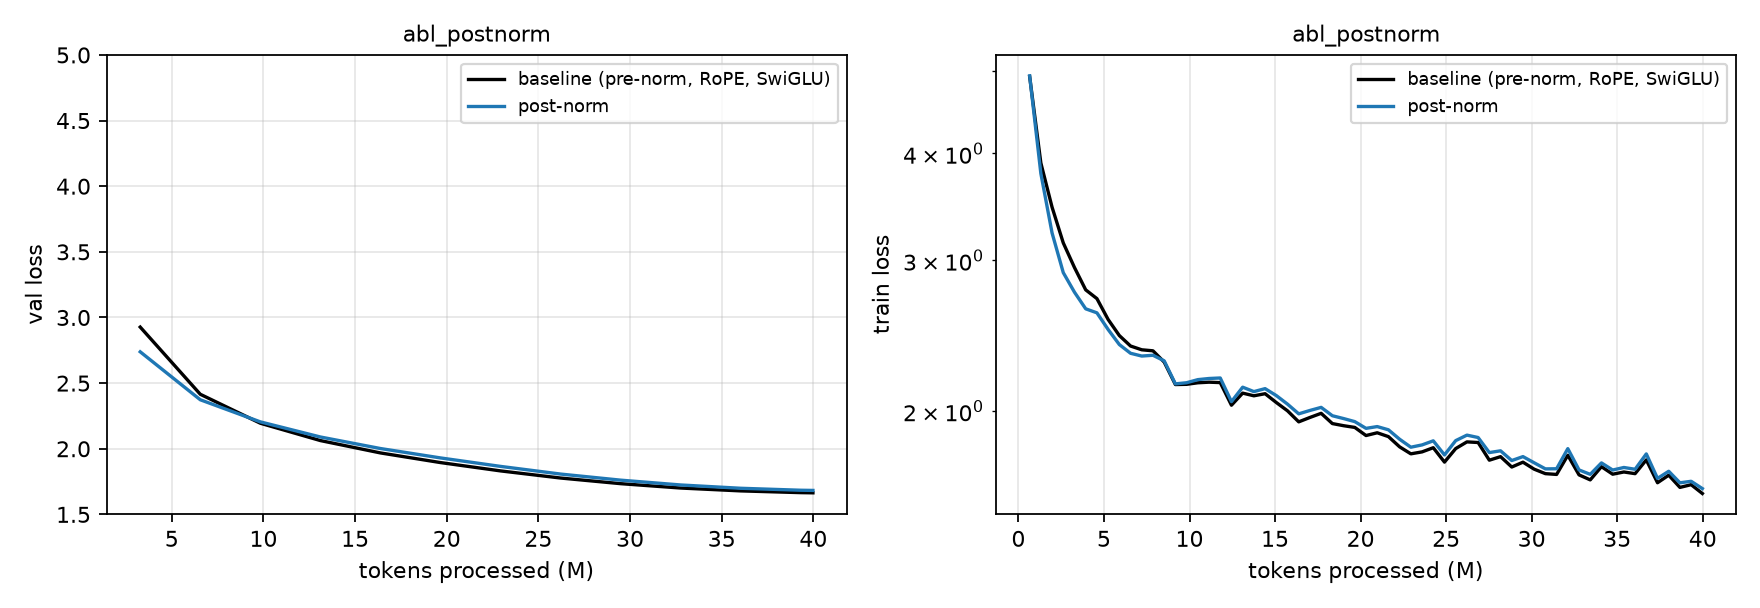 abl_postnorm
5.0
4.5
4.0
3.5
3.0
2.5
2.0
1.5
val loss
baseline (pre-norm, RoPE, SwiGLU)
post-norm
5 10 15 20 25 30 35 40
tokens processed (M)
abl_postnorm
4 × 10⁰
3 × 10⁰
2 × 10⁰
train loss
baseline (pre-norm, RoPE, SwiGLU)
post-norm
0 5 10 15 20 25 30 35 40
tokens processed (M)